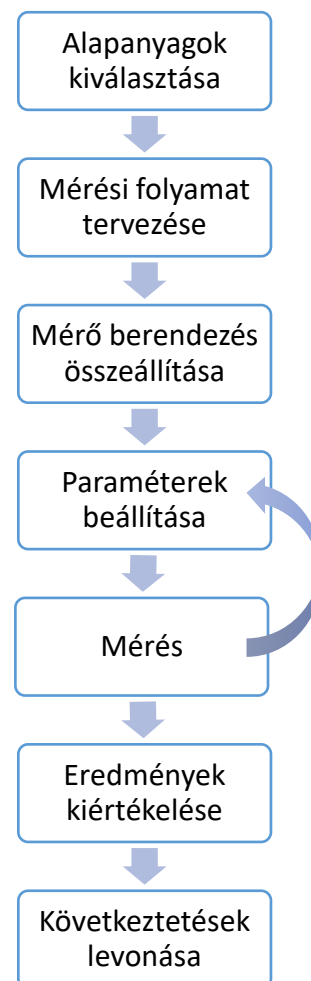 Alapanyagok
kiválasztása
Mérési folyamat
tervezése
Mérő berendezés
összeállítása
Paraméterek
beállítása
Mérés
Eredmények
kiértékelése
Következtetések
levonása